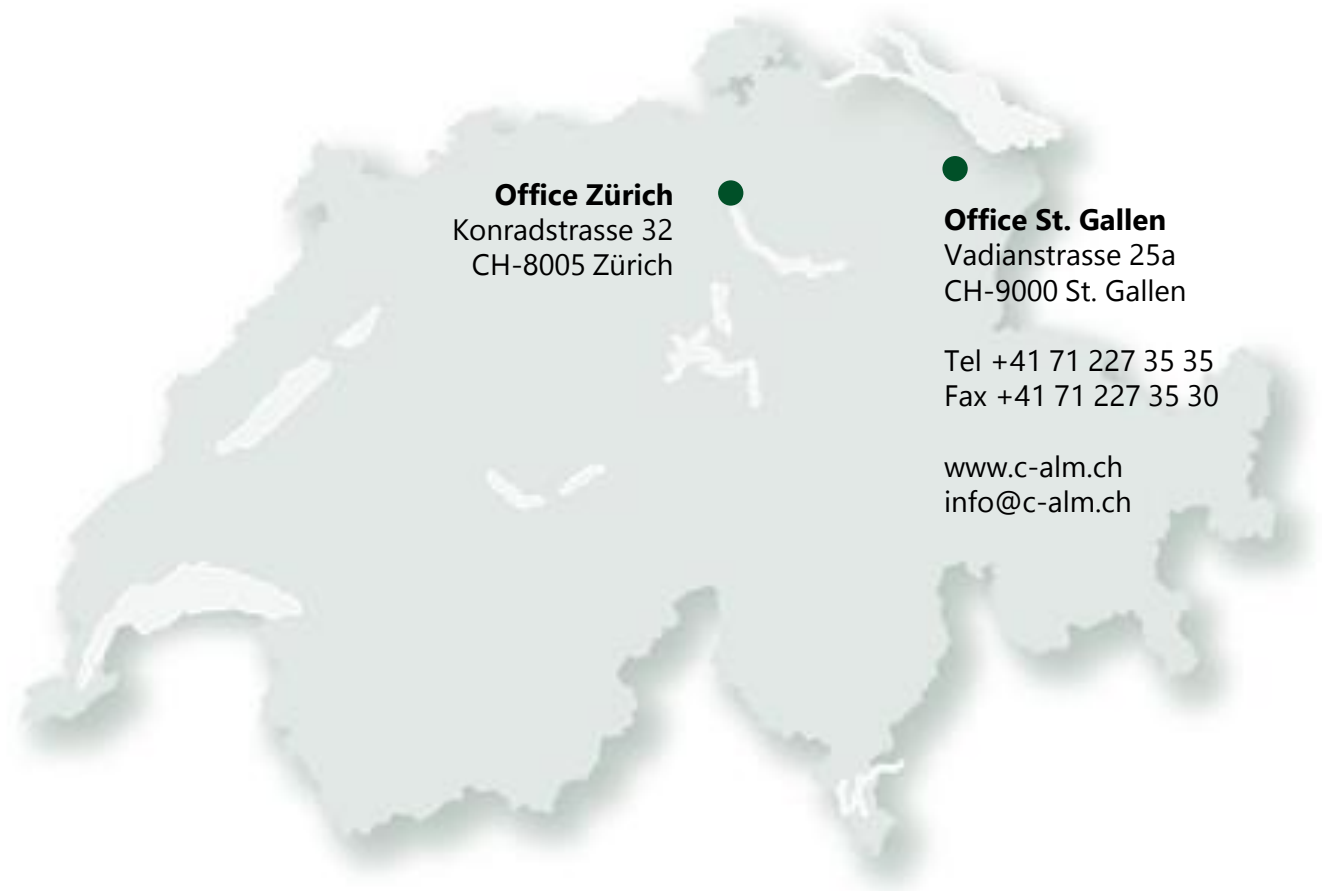 Office Zürich
Konradstrasse 32
CH-8005 Zürich
Office St. Gallen
Vadianstrasse 25a
CH-9000 St. Gallen
Tel +41 71 227 35 35
Fax +41 71 227 35 30
www.c-alm.ch
info@c-alm.ch